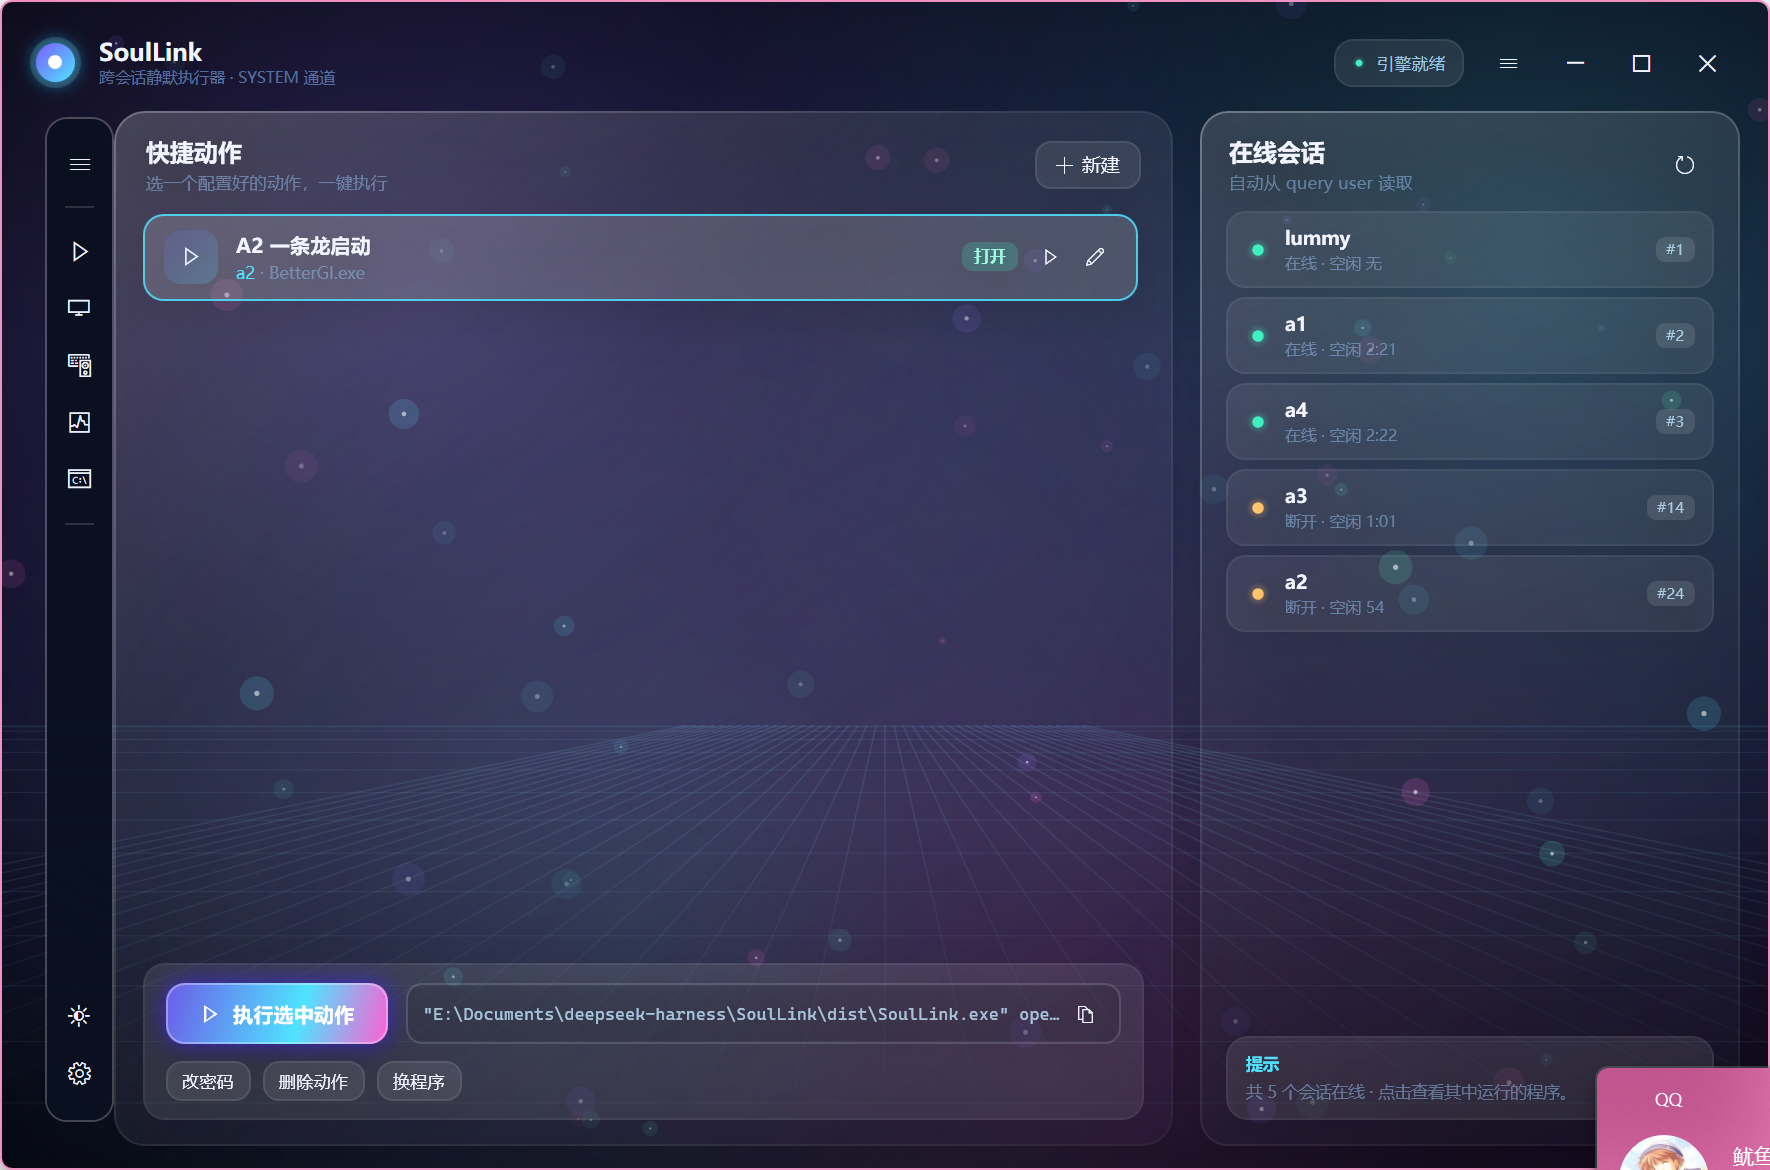 SoulLink
跨会话静默执行器 · SYSTEM 通道
引擎就绪
快捷动作
选一个配置好的动作，一键执行
新建
A2 一条龙启动
a2 · BetterGI.exe
打开
C:\
执行选中动作
"E:\Documents\deepseek-harness\SoulLink\dist\SoulLink.exe" ope…
改密码
删除动作
换程序
在线会话
自动从 query user 读取
lummy
在线 · 空闲 无
#1
a1
在线 · 空闲 2:21
#2
a4
在线 · 空闲 2:22
#3
a3
断开 · 空闲 1:01
#14
a2
断开 · 空闲 54
#24
提示
共 5 个会话在线 · 点击查看其中运行的程序。
QQ
鱿鱼